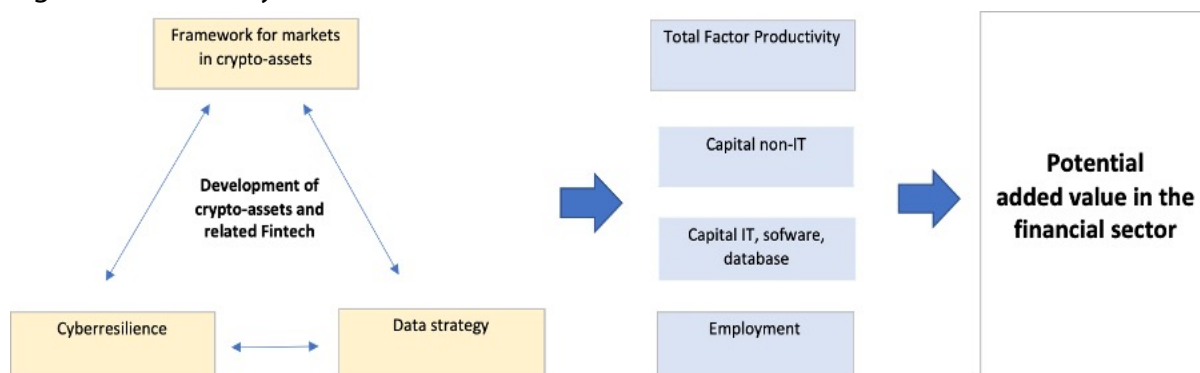 Framework for markets
in crypto-assets
Development of
crypto-assets and
related Fintech
Cyberresilience
Data strategy
Total Factor Productivity
Capital non-IT
Capital IT, sofware,
database
Employment
Potential
added value in the
financial sector